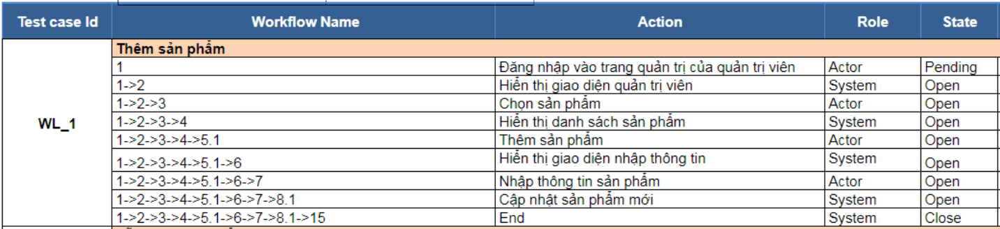 Test case Id Workflow Name Action Role State
Thêm sản phẩm
1 Đăng nhập vào trang quản trị của quản trị viên Actor Pending
1->2 Hiển thị giao diện quản trị viên System Open
1->2->3 Chọn sản phẩm Actor Open
WL_1 1->2->3->4 Hiển thị danh sách sản phẩm System Open
1->2->3->4->5.1 Thêm sản phẩm Actor Open
1->2->3->4->5.1->6 Hiển thị giao diện nhập thông tin System Open
1->2->3->4->5.1->6->7 Nhập thông tin sản phẩm Actor Open
1->2->3->4->5.1->6->7->8.1 Cập nhật sản phẩm mới System Open
1->2->3->4->5.1->6->7->8.1->15 End System Close